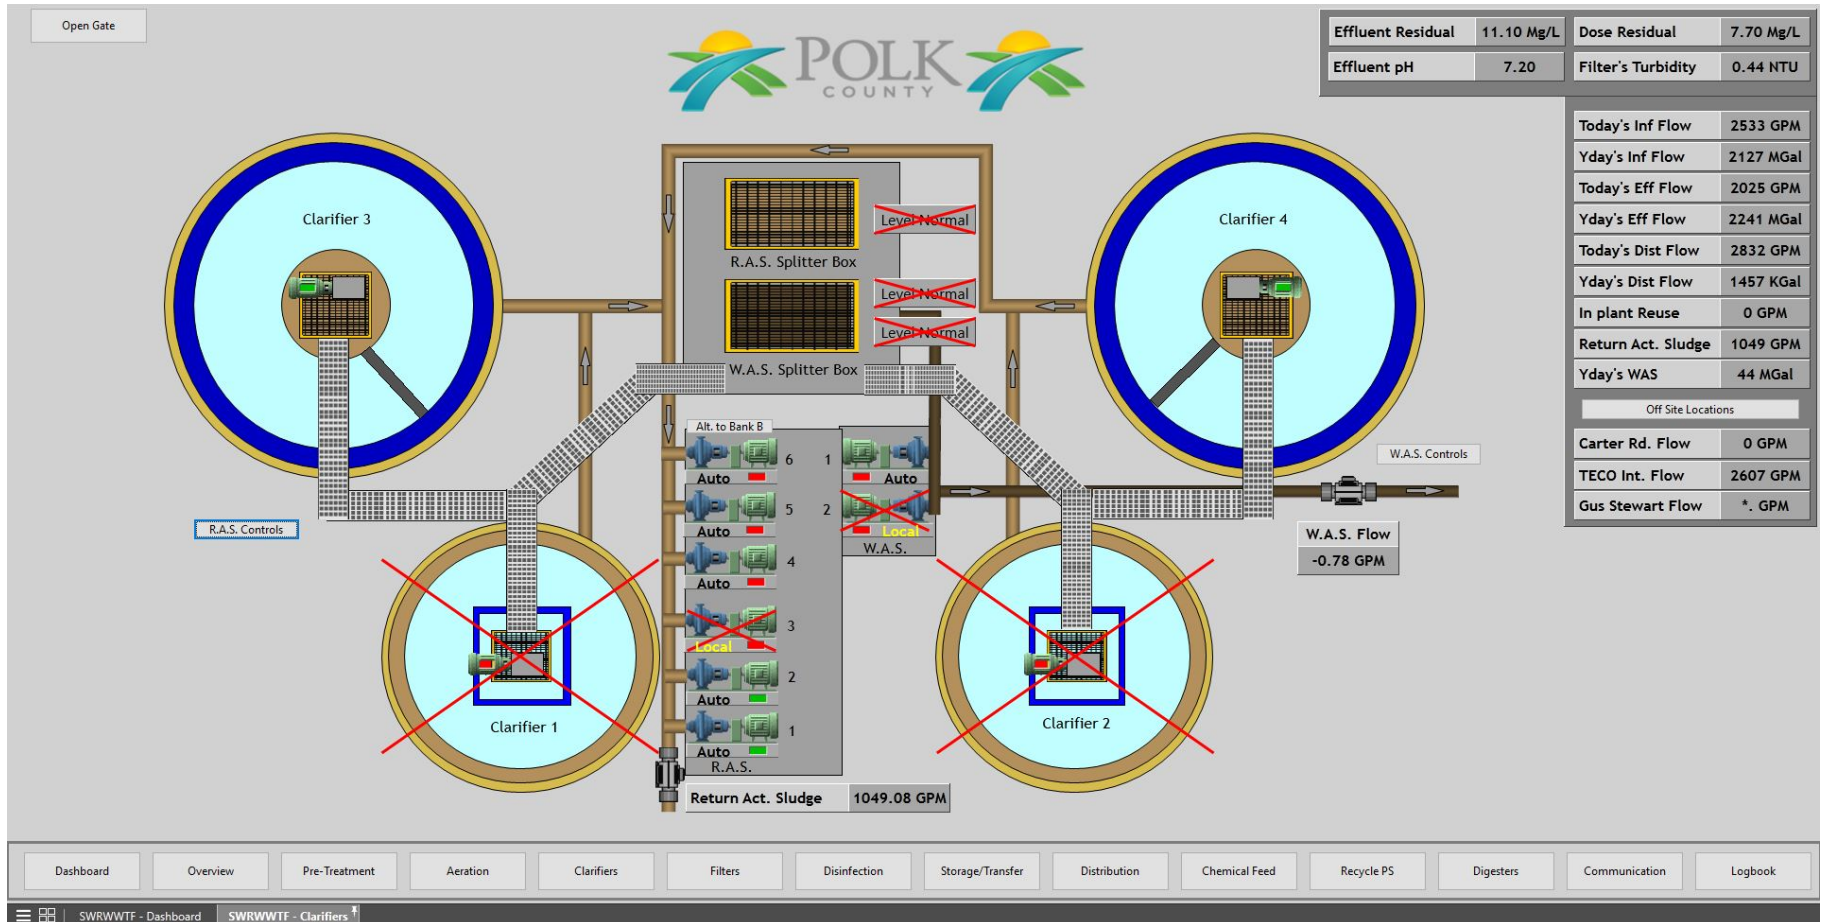 Open Gate
POLK
COUNTY
Effluent Residual 11.10 Mg/L Dose Residual 7.70 Mg/L
Effluent pH 7.20 Filter's Turbidity 0.44 NTU
Today's Inf Flow 2533 GPM
Yday's Inf Flow 2127 MGal
Today's Eff Flow 2025 GPM
Yday's Eff Flow 2241 MGal
Today's Dist Flow 2832 GPM
Yday's Dist Flow 1457 KGal
In plant Reuse 0 GPM
Return Act. Sludge 1049 GPM
Yday's WAS 44 MGal
Off Site Locations
Carter Rd. Flow 0 GPM
TECO Int. Flow 2607 GPM
Gus Stewart Flow *. GPM
Clarifier 3
Level Normal
Clarifier 4
R.A.S. Splitter Box
Level Normal
Level Normal
W.A.S. Splitter Box
Alt. to Bank B
6
Auto
5
Auto
4
Auto
3
Local
2
Auto
1
Auto
R.A.S.
1
Auto
2
Local
W.A.S.
W.A.S. Controls
R.A.S. Controls
W.A.S. Flow
-0.78 GPM
Clarifier 1
Clarifier 2
Return Act. Sludge 1049.08 GPM
Dashboard Overview Pre-Treatment Aeration Clarifiers Filters Disinfection Storage/Transfer Distribution Chemical Feed Recycle PS Digesters Communication Logbook
SWRWWTF - Dashboard SWRWWTF - Clarifiers